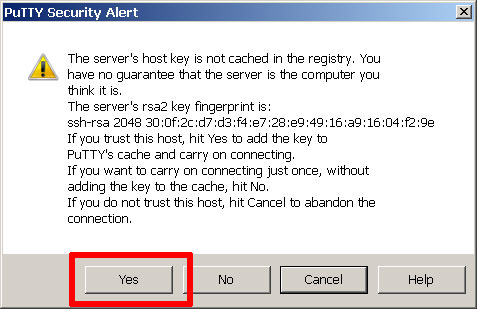 PuTTY Security Alert
The server's host key is not cached in the registry. You
have no guarantee that the server is the computer you
think it is.
The server's rsa2 key fingerprint is:
ssh-rsa 2048 30:0f:2c:d7:d3:f4:e7:28:e9:49:16:a9:16:04:f2:9e
If you trust this host, hit Yes to add the key to
PuTTY's cache and carry on connecting.
If you want to carry on connecting just once, without
adding the key to the cache, hit No.
If you do not trust this host, hit Cancel to abandon the
connection.
Yes No Cancel Help